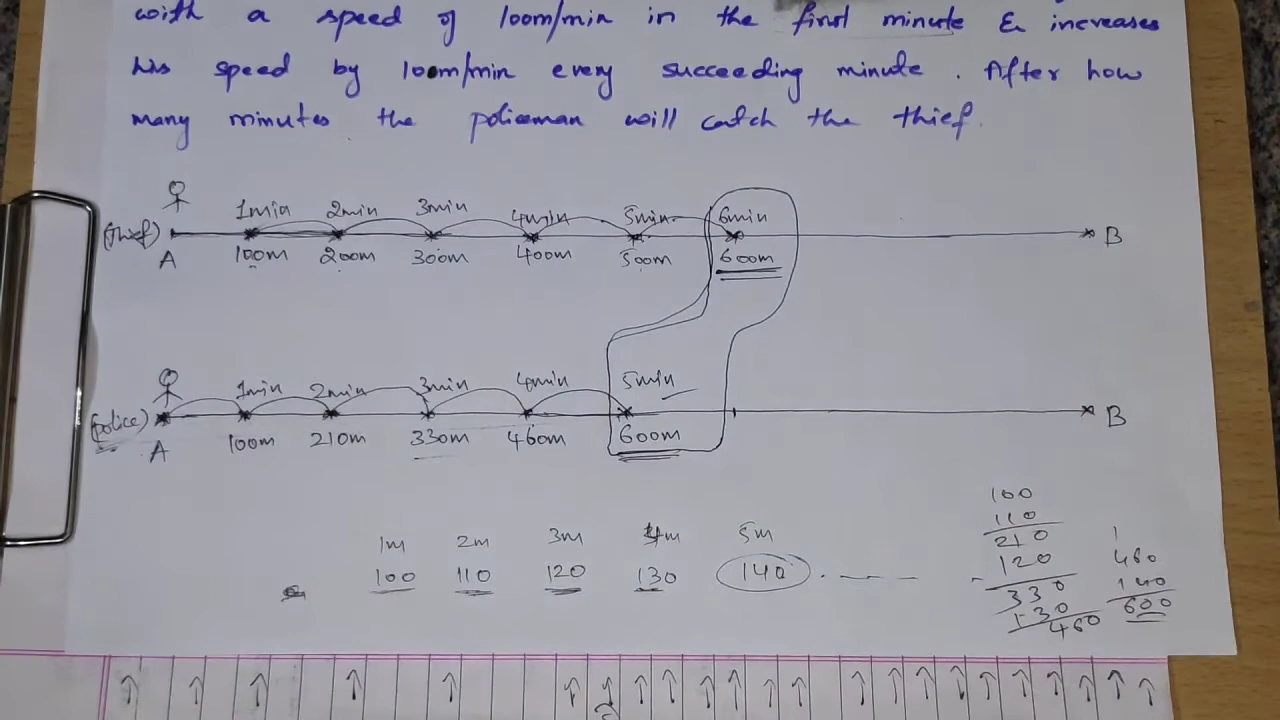 with a speed of 100m/min in the first minute & increases
his speed by 100m/min every succeeding minute. After how
many minutes the policeman will catch the thief.
1min 2min 3min 4min 5min 6min
(thief) B
A 100m 200m 300m 400m 500m 600m
1min 2min 3min 4min 5min
(police) B
A 100m 210m 330m 460m 600m
1m 2m 3m 4m 5m
100 110 120 130 140
100
110
210
120
330
130
460
460
140
600